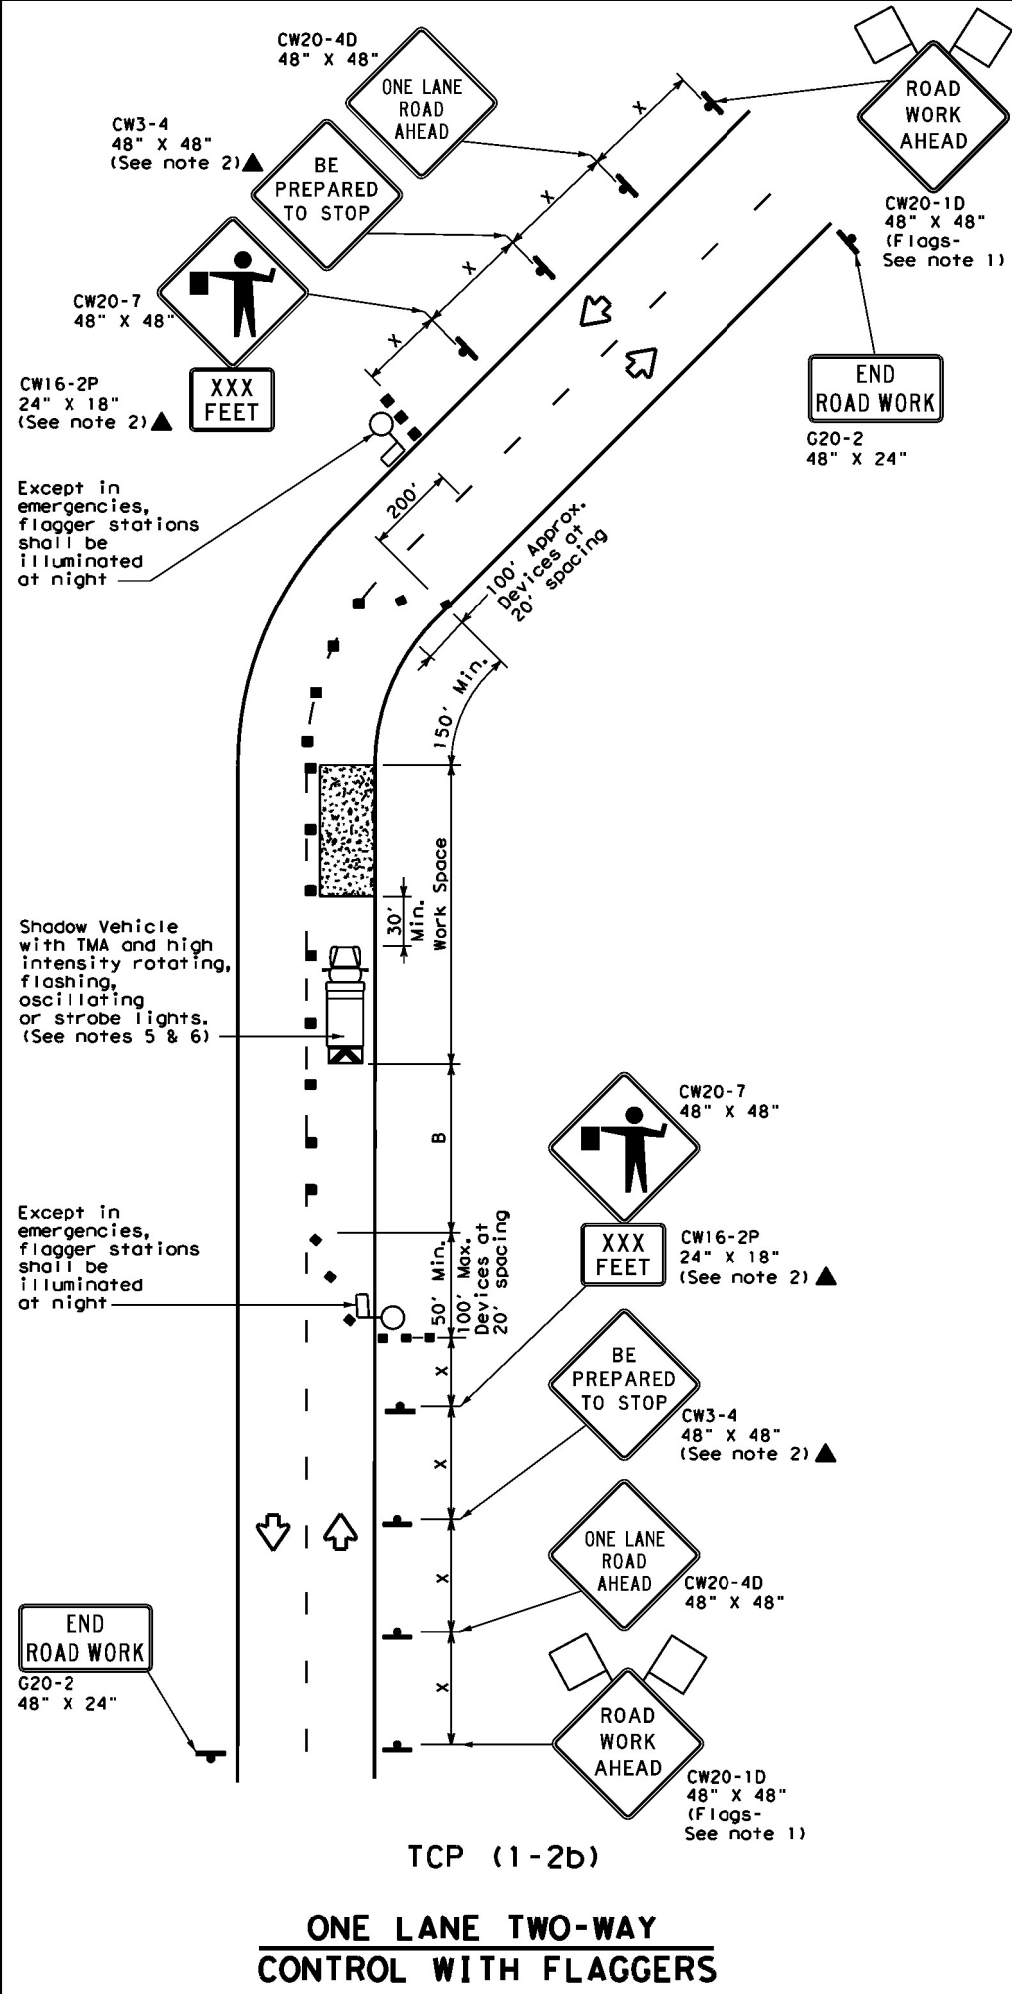 CW20-4D
48" X 48"
ONE LANE
ROAD
AHEAD
ROAD
WORK
AHEAD
CW20-1D
48" X 48"
(Flags-
See note 1)
CW3-4
48" X 48"
(See note 2)▲
BE
PREPARED
TO STOP
X
X
X
X
CW20-7
48" X 48"
CW16-2P
24" X 18"
(See note 2)▲
XXX
FEET
END
ROAD WORK
G20-2
48" X 24"
Except in
emergencies,
flagger stations
shall be
illuminated
at night
200'
100' Approx.
Devices at
20' spacing
150' Min.
Work Space
30'
Min.
Shadow Vehicle
with TMA and high
intensity rotating,
flashing,
oscillating
or strobe lights.
(See notes 5 & 6)
B
CW20-7
48" X 48"
XXX
FEET
CW16-2P
24" X 18"
(See note 2)▲
Except in
emergencies,
flagger stations
shall be
illuminated
at night
50' Min.
100' Max.
Devices at
20' spacing
X
X
X
X
BE
PREPARED
TO STOP
CW3-4
48" X 48"
(See note 2)▲
ONE LANE
ROAD
AHEAD
CW20-4D
48" X 48"
END
ROAD WORK
G20-2
48" X 24"
ROAD
WORK
AHEAD
CW20-1D
48" X 48"
(Flags-
See note 1)
TCP (1-2b)
ONE LANE TWO-WAY
CONTROL WITH FLAGGERS